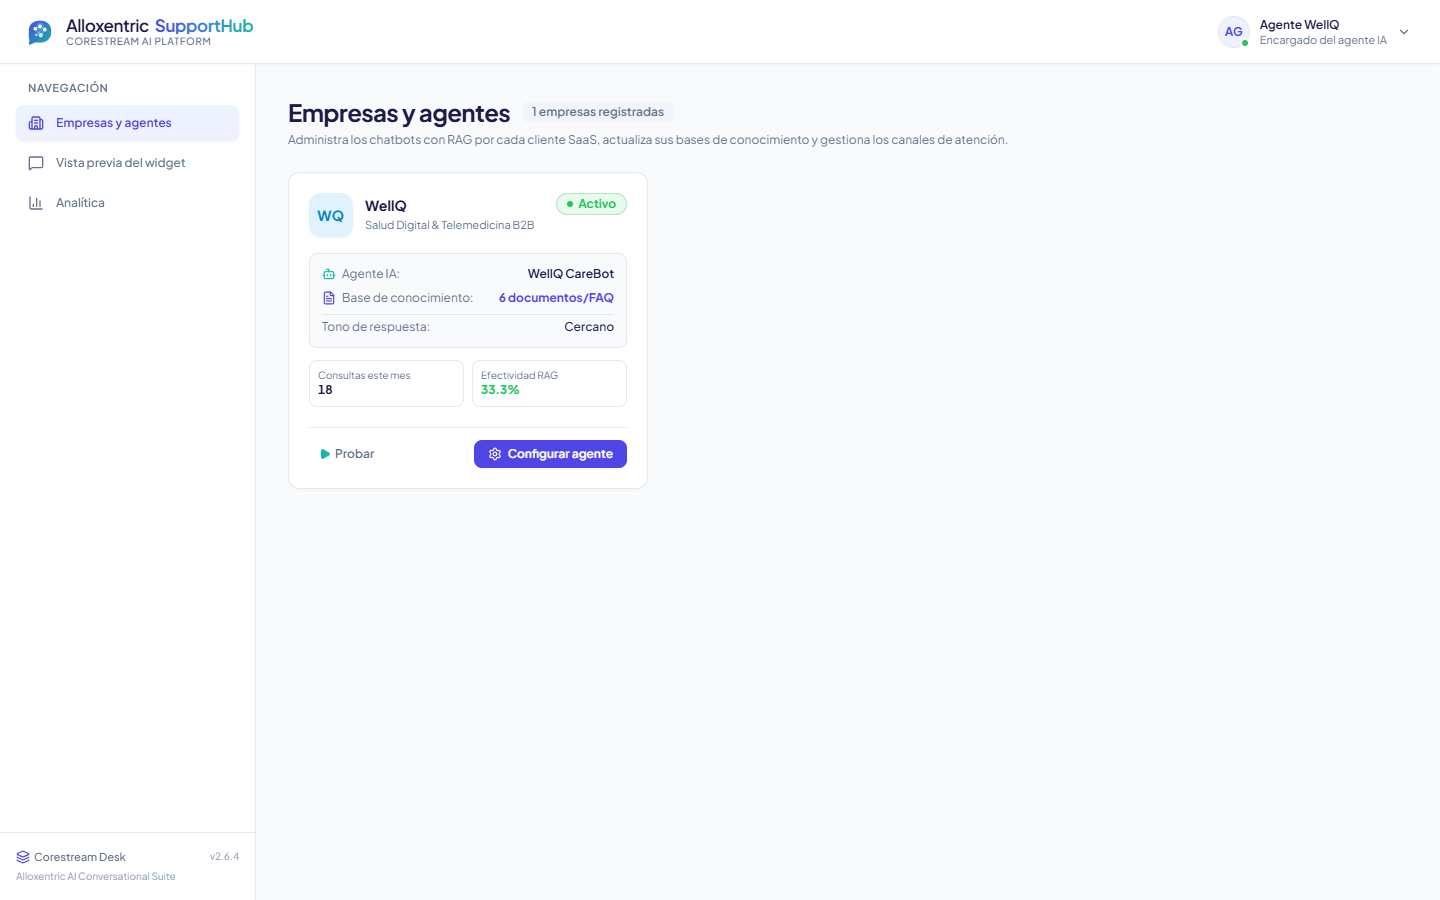 Alloxentric SupportHub
CORESTREAM AI PLATFORM
AG
Agente WellQ
Encargado del agente IA
NAVEGACIÓN
Empresas y agentes
Vista previa del widget
Analítica
Empresas y agentes
1 empresas registradas
Administra los chatbots con RAG por cada cliente SaaS, actualiza sus bases de conocimiento y gestiona los canales de atención.
WQ
WellQ
Salud Digital & Telemedicina B2B
Activo
Agente IA:
WellQ CareBot
Base de conocimiento:
6 documentos/FAQ
Tono de respuesta:
Cercano
Consultas este mes
18
Efectividad RAG
33.3%
Probar
Configurar agente
Corestream Desk
v2.6.4
Alloxentric AI Conversational Suite